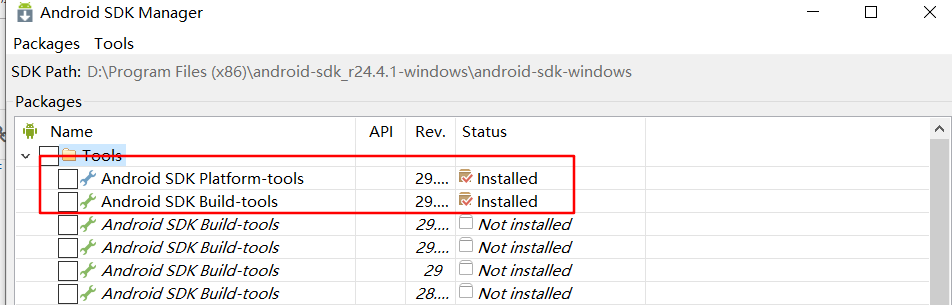 Android SDK Manager
Packages Tools
SDK Path: D:\Program Files (x86)\android-sdk_r24.4.1-windows\android-sdk-windows
Packages
Name API Rev. Status
Tools
Android SDK Platform-tools 29.... Installed
Android SDK Build-tools 29.... Installed
Android SDK Build-tools 29.... Not installed
Android SDK Build-tools 29.... Not installed
Android SDK Build-tools 29 Not installed
Android SDK Build-tools 28.... Not installed